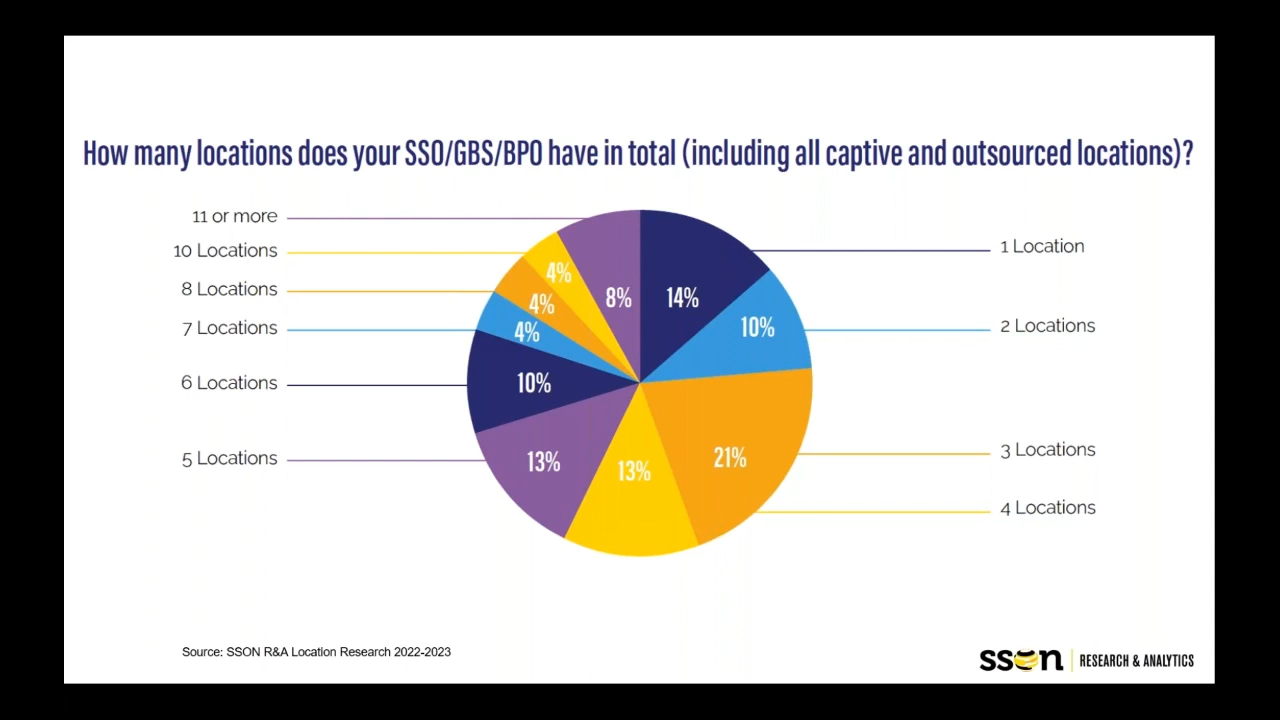 How many locations does your SSO/GBS/BPO have in total (including all captive and outsourced locations)?
11 or more
10 Locations
8 Locations
7 Locations
6 Locations
5 Locations
4%
4%
4%
10%
13%
8%
14%
10%
21%
13%
1 Location
2 Locations
3 Locations
4 Locations
Source: SSON R&A Location Research 2022-2023
sson RESEARCH & ANALYTICS